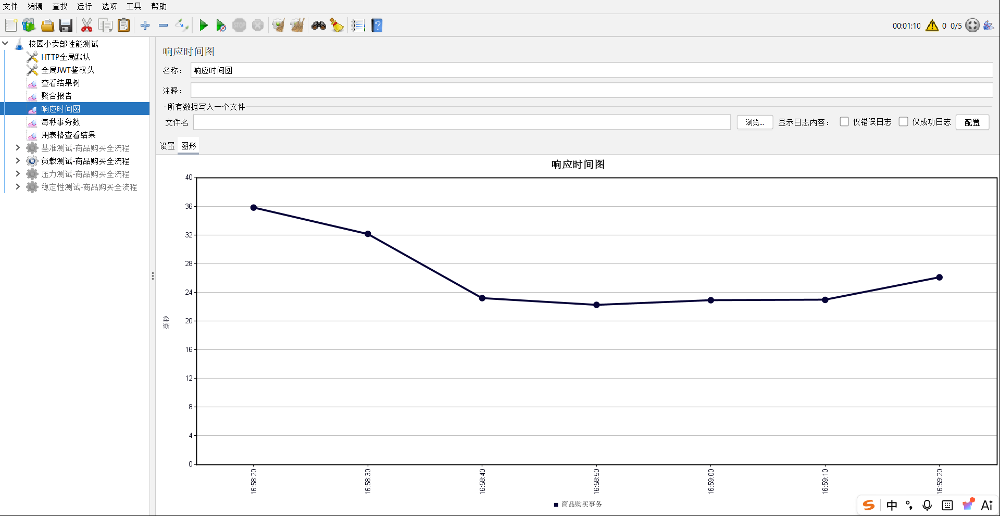 文件 编辑 查找 运行 选项 工具 帮助
STOP
00:01:10 0 0/5
校园小卖部性能测试
HTTP全局默认
全局JWT鉴权头
查看结果树
聚合报告
响应时间图
每秒事务数
用表格查看结果
基准测试-商品购买全流程
负载测试-商品购买全流程
压力测试-商品购买全流程
稳定性测试-商品购买全流程
响应时间图
名称： 响应时间图
注释：
所有数据写入一个文件
文件名 浏览... 显示日志内容： 仅错误日志 仅成功日志 配置
设置 图形
响应时间图
40
36
32
28
24
20
16
12
8
4
0
毫秒
16:58:20 16:58:30 16:58:40 16:58:50 16:59:00 16:59:10 16:59:20
商品购买事务
S 中 °, Ai